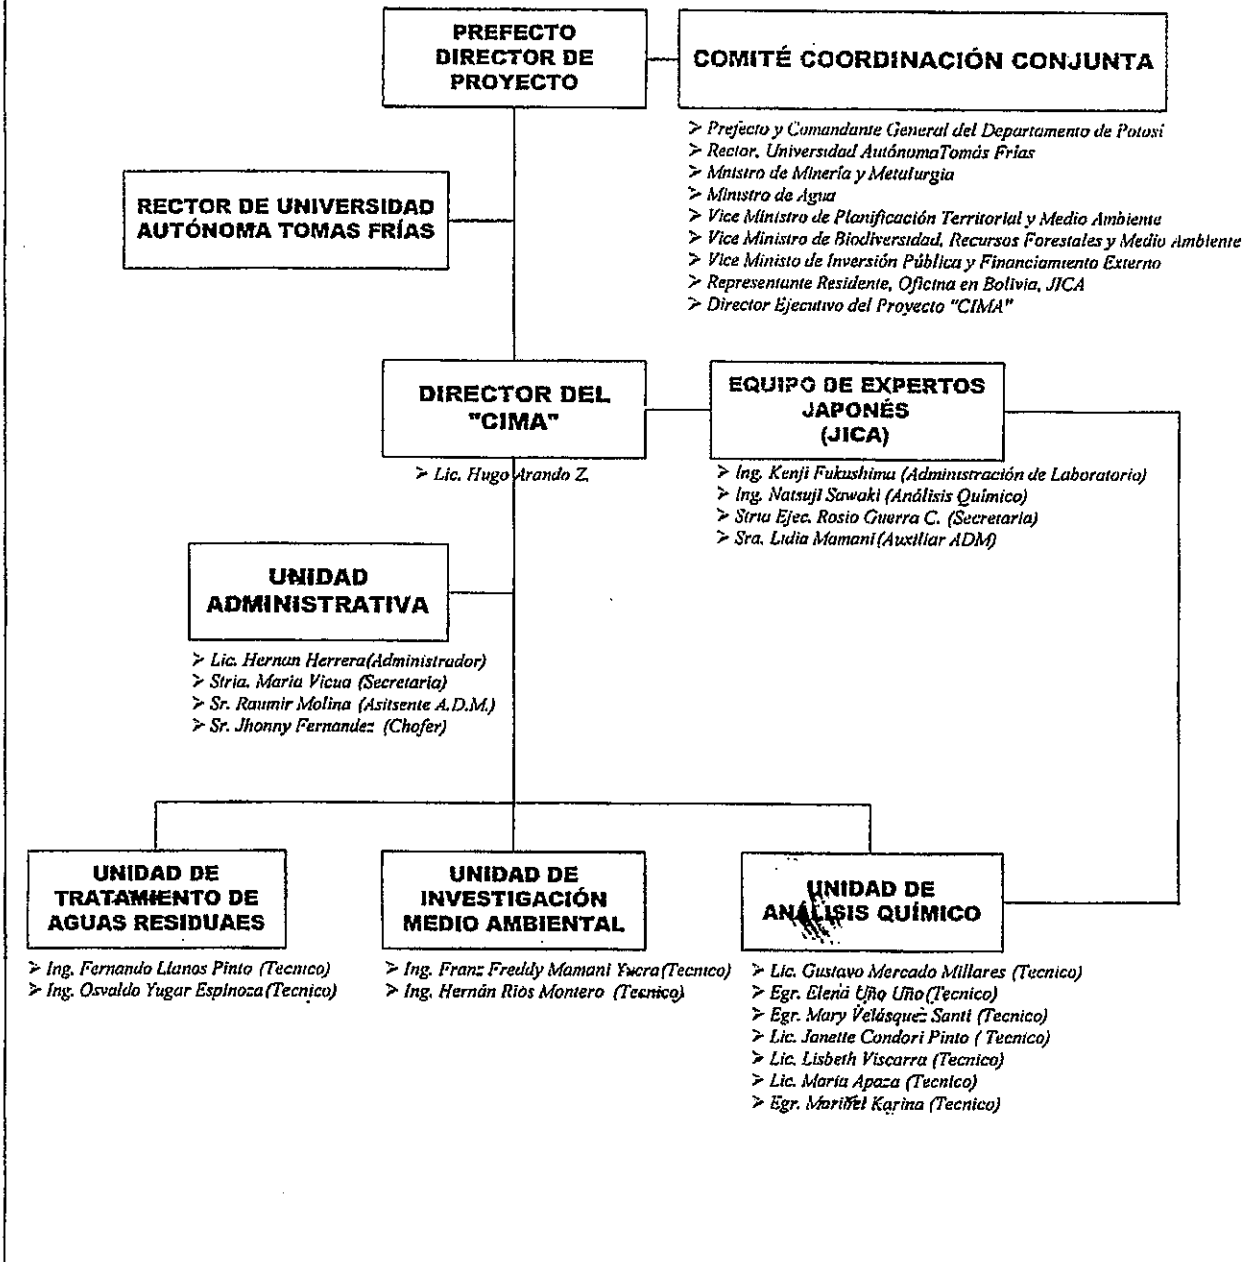 PREFECTO
DIRECTOR DE
PROYECTO
COMITÉ COORDINACIÓN CONJUNTA
> Prefecto y Comandante General del Departamento de Potosí
> Rector, Universidad AutónomaTomás Frías
> Mnistro de Minería y Metalurgia
> Ministro de Agua
> Vice Ministro de Planificación Territorial y Medio Ambiente
> Vice Ministro de Biodiversidad, Recursos Forestales y Medio Ambiente
> Vice Ministo de Inversión Pública y Financiamiento Externo
> Representante Residente, Oficina en Bolivia, JICA
> Director Ejecutivo del Proyecto "CIMA"
RECTOR DE UNIVERSIDAD
AUTÓNOMA TOMAS FRÍAS
DIRECTOR DEL
"CIMA"
> Lic. Hugo Arando Z.
EQUIPO DE EXPERTOS
JAPONÉS
(JICA)
> Ing. Kenji Fukushima (Administración de Laboratorio)
> Ing. Natsuji Sawaki (Análisis Químico)
> Stria Ejec. Rosio Guerra C. (Secretaria)
> Sra. Lidia Mamani (Auxiliar ADM)
UNIDAD
ADMINISTRATIVA
> Lic. Hernan Herrera(Administrador)
> Stria. María Vicua (Secretaria)
> Sr. Raumir Molina (Asitsente A.D.M.)
> Sr. Jhonny Fernandez (Chofer)
UNIDAD DE
TRATAMIENTO DE
AGUAS RESIDUAES
> Ing. Fernando Llanos Pinto (Tecnico)
> Ing. Osvaldo Yugar Espinoza(Tecnico)
UNIDAD DE
INVESTIGACIÓN
MEDIO AMBIENTAL
> Ing. Franz Freddy Mamani Yucra(Tecnico)
> Ing. Hernán Ríos Montero (Tecnico)
UNIDAD DE
ANÁLISIS QUÍMICO
> Lic. Gustavo Mercado Millares (Tecnico)
> Egr. Elena Uño Uño(Tecnico)
> Egr. Mary Velásquez Santi (Tecnico)
> Lic. Janette Condori Pinto ( Tecnico)
> Lic. Lisbeth Viscarra (Tecnico)
> Lic. María Apaza (Tecnico)
> Egr. Karina (Tecnico)